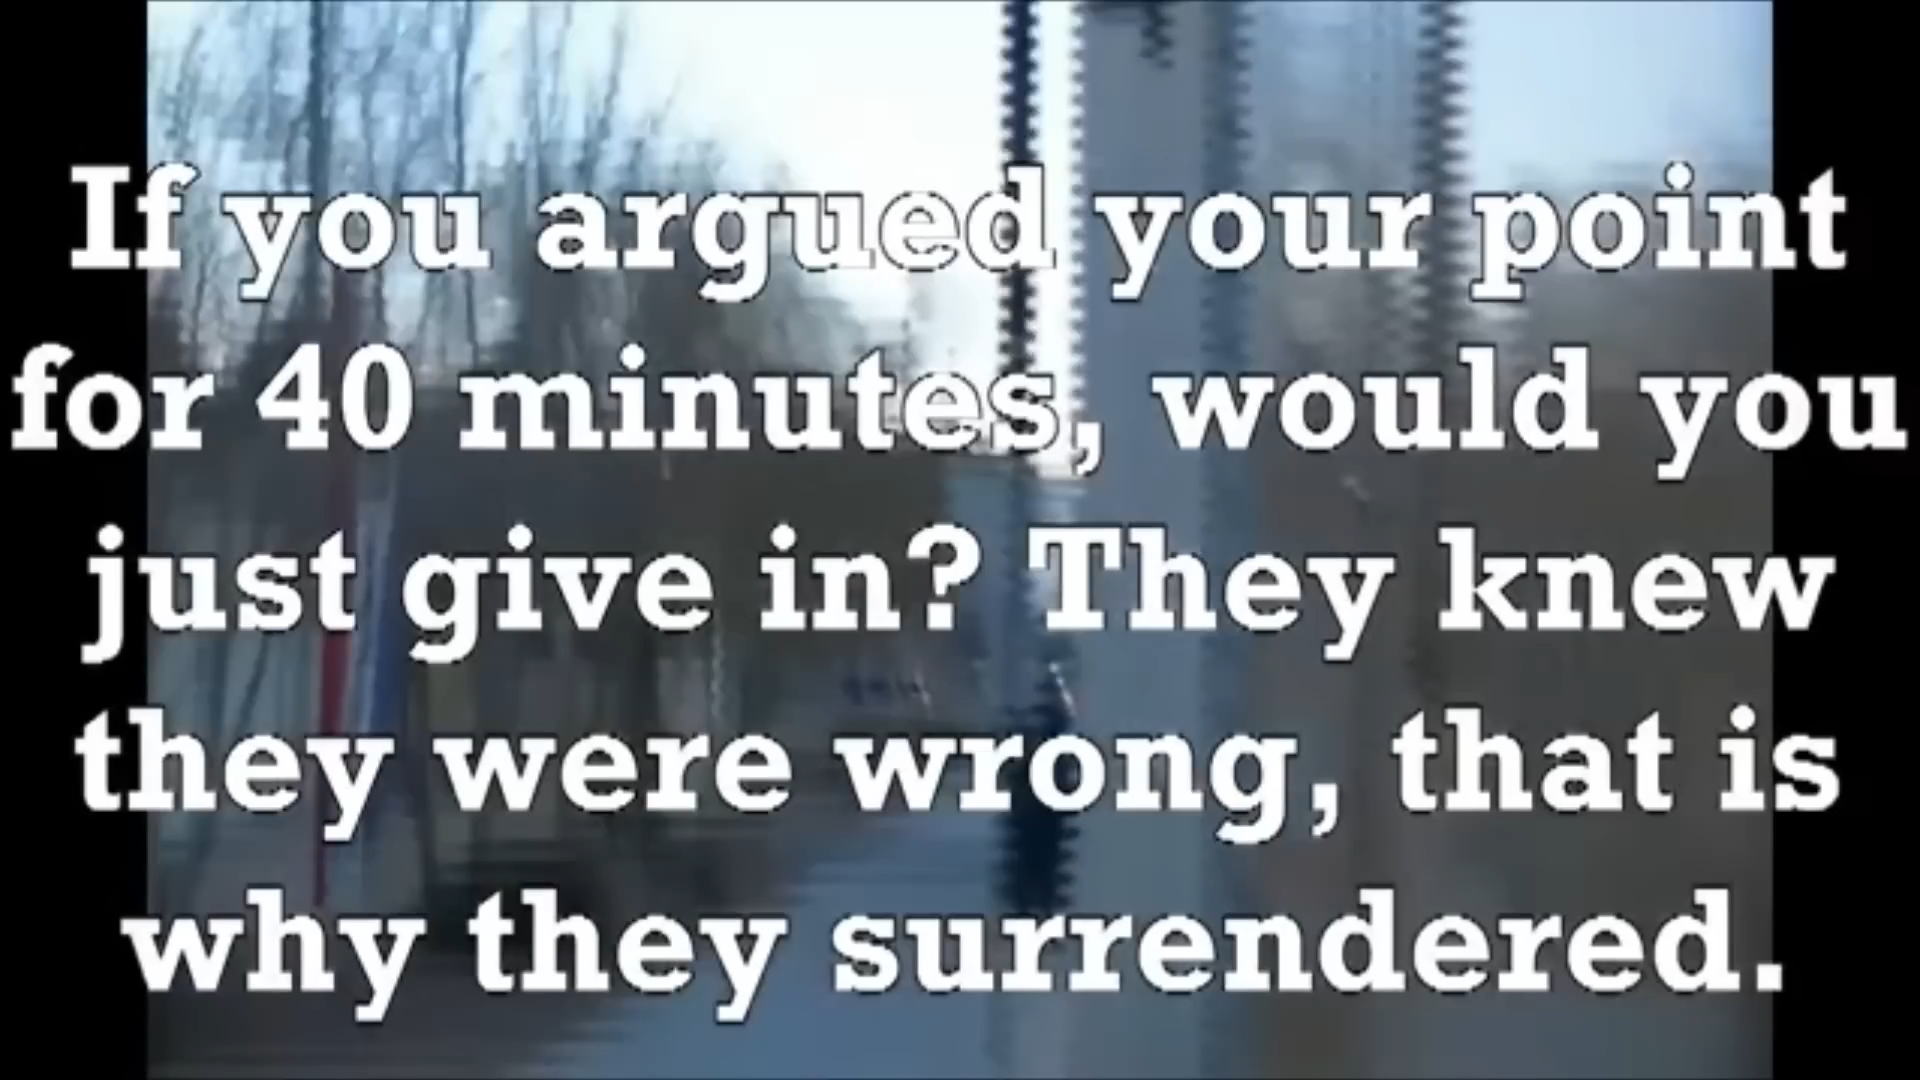 If you argued your point
for 40 minutes, would you
just give in? They knew
they were wrong, that is
why they surrendered.